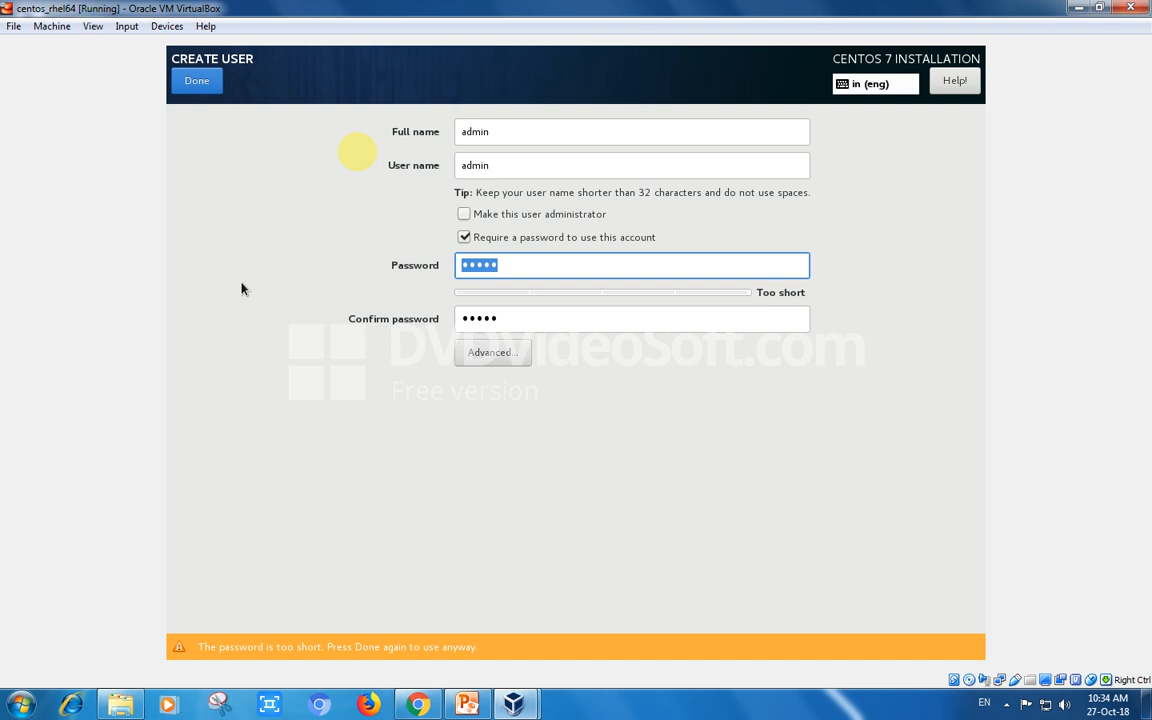 centos_rhel64 [Running] - Oracle VM VirtualBox
File Machine View Input Devices Help
CREATE USER
CENTOS 7 INSTALLATION
Done
in (eng)
Help!
Full name
admin
User name
admin
Tip: Keep your user name shorter than 32 characters and do not use spaces.
Make this user administrator
Require a password to use this account
Password
•••••
Too short
Confirm password
•••••
Advanced...
DVDVideoSoft.com
Free version
The password is too short. Press Done again to use anyway.
Right Ctrl
EN
10:34 AM
27-Oct-18